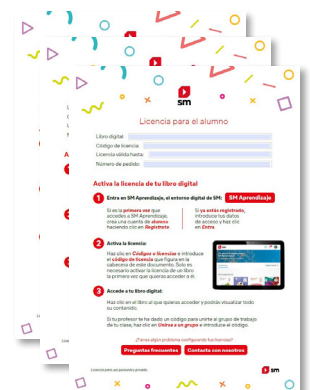 sm
Licencia para el alumno
Libro digital:
Código de licencia:
Licencia válida hasta:
Número de pedido:
Activa la licencia de tu libro digital
1 Entra en SM Aprendizaje, el entorno digital de SM: SM Aprendizaje
Si es la primera vez que
accedes a SM Aprendizaje,
crea una cuenta de alumno
haciendo clic en Regístrate.
Si ya estás registrado,
introduce tus datos
de acceso y haz clic
en Entra.
2 Activa la licencia:
Haz clic en Códigos o licencias e introduce
el código de licencia que figura en la
cabecera de este documento. Solo es
necesario activar la licencia de un libro
la primera vez que quieras acceder a él.
3 Accede a tu libro digital:
Haz clic en el libro al que quieras acceder y podrás visualizar todo
su contenido.
Si tu profesor te ha dado un código para unirte al grupo de trabajo
de tu clase, haz clic en Unirse a un grupo e introduce el código.
¿Tienes algún problema configurando tus licencias?
Preguntas frecuentes
Contacta con nosotros
Licencia para uso personal y privado.
sm